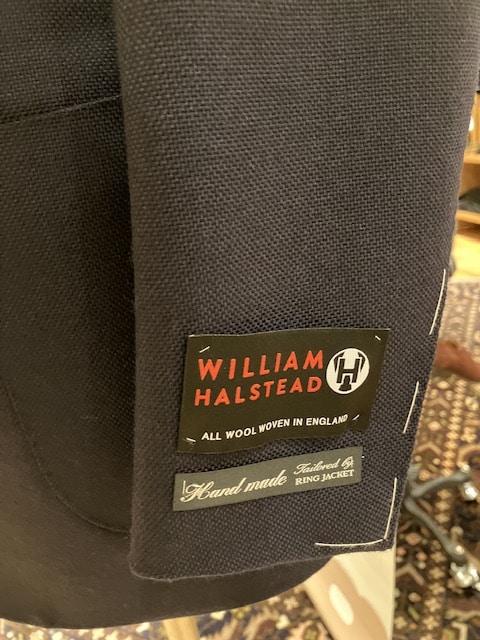 WILLIAM
HALSTEAD
H
ALL WOOL WOVEN IN ENGLAND
Hand made Tailored by
RING JACKET